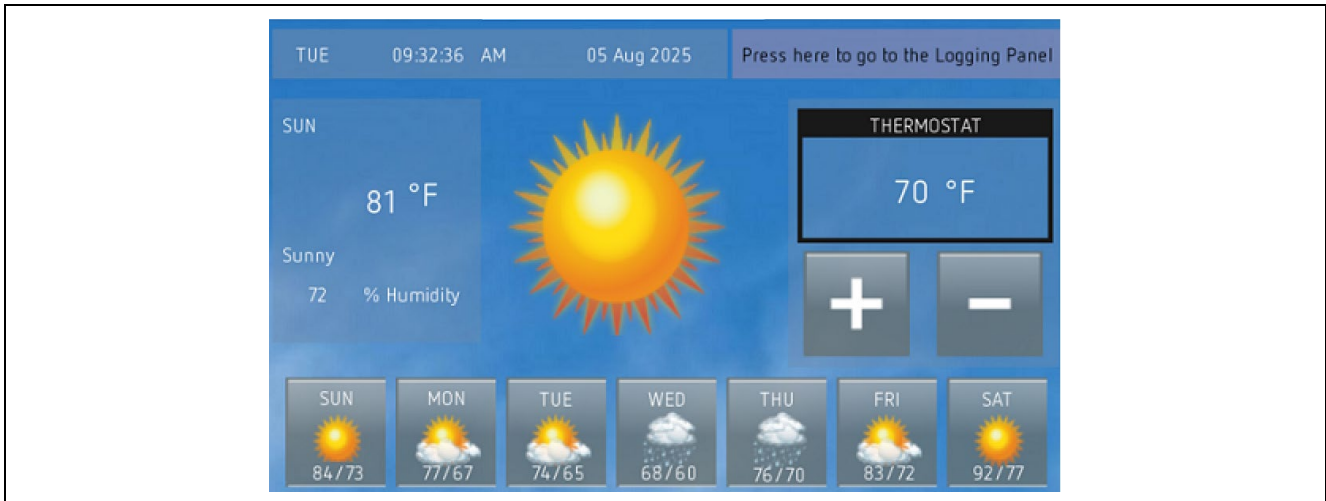 TUE 09:32:36 AM 05 Aug 2025 Press here to go to the Logging Panel
SUN
81 °F
Sunny
72 % Humidity
THERMOSTAT
70 °F
+ −
SUN MON TUE WED THU FRI SAT
84/73 77/67 74/65 68/60 76/70 83/72 92/77